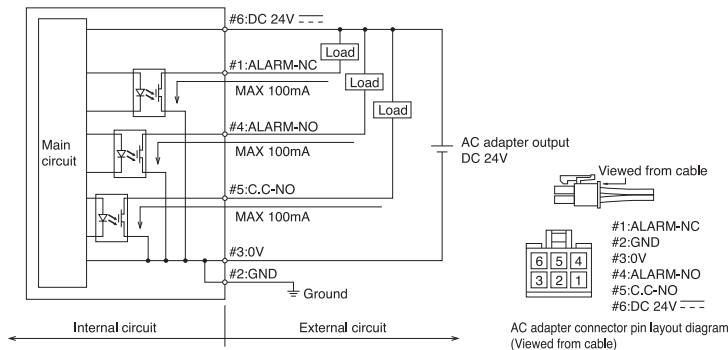 #6:DC 24V
Load
#1:ALARM-NC
MAX 100mA
Load
Load
Main
circuit
#4:ALARM-NO
MAX 100mA
AC adapter output
DC 24V
#5:C.C-NO
MAX 100mA
#3:0V
#2:GND
Ground
Internal circuit
External circuit
Viewed from cable
6 5 4
3 2 1
#1:ALARM-NC
#2:GND
#3:0V
#4:ALARM-NO
#5:C.C-NO
#6:DC 24V
AC adapter connector pin layout diagram
(Viewed from cable)